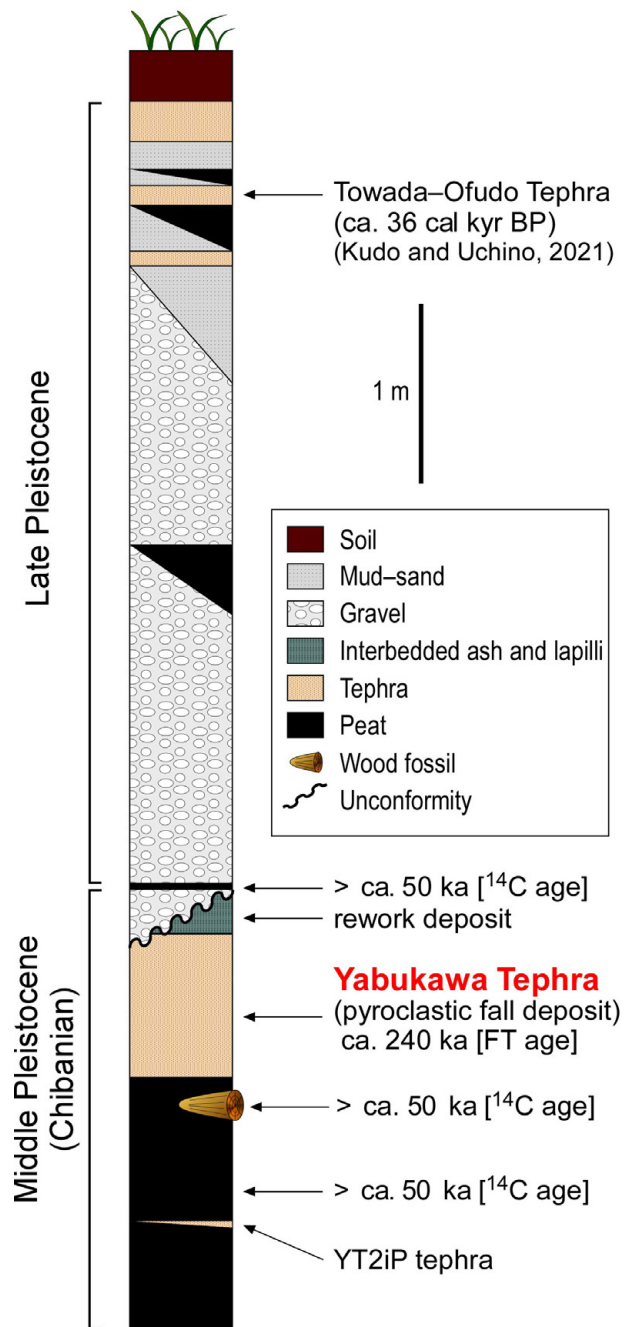 Towada–Ofudo Tephra
(ca. 36 cal kyr BP)
(Kudo and Uchino, 2021)
1 m
Late Pleistocene
Soil
Mud–sand
Gravel
Interbedded ash and lapilli
Tephra
Peat
Wood fossil
Unconformity
> ca. 50 ka [¹⁴C age]
rework deposit
Yabukawa Tephra
(pyroclastic fall deposit)
ca. 240 ka [FT age]
Middle Pleistocene
(Chibanian)
> ca. 50 ka [¹⁴C age]
> ca. 50 ka [¹⁴C age]
YT2iP tephra